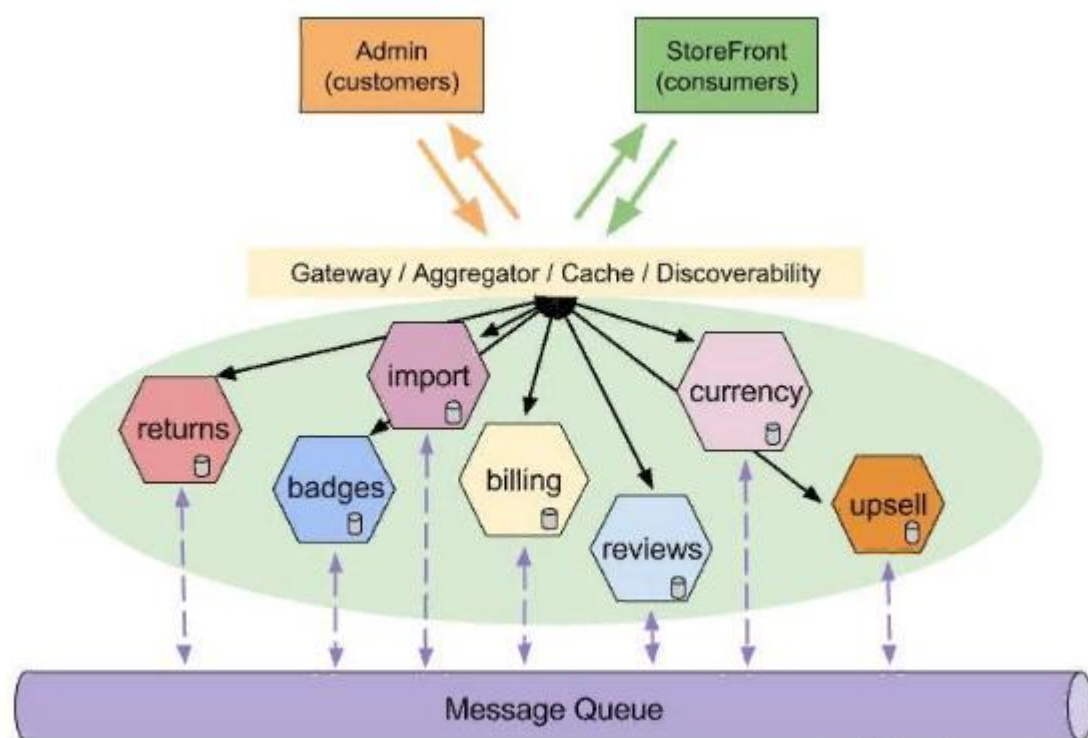 Admin
(customers)
StoreFront
(consumers)
Gateway / Aggregator / Cache / Discoverability
import
currency
returns
badges
billing
upsell
reviews
Message Queue